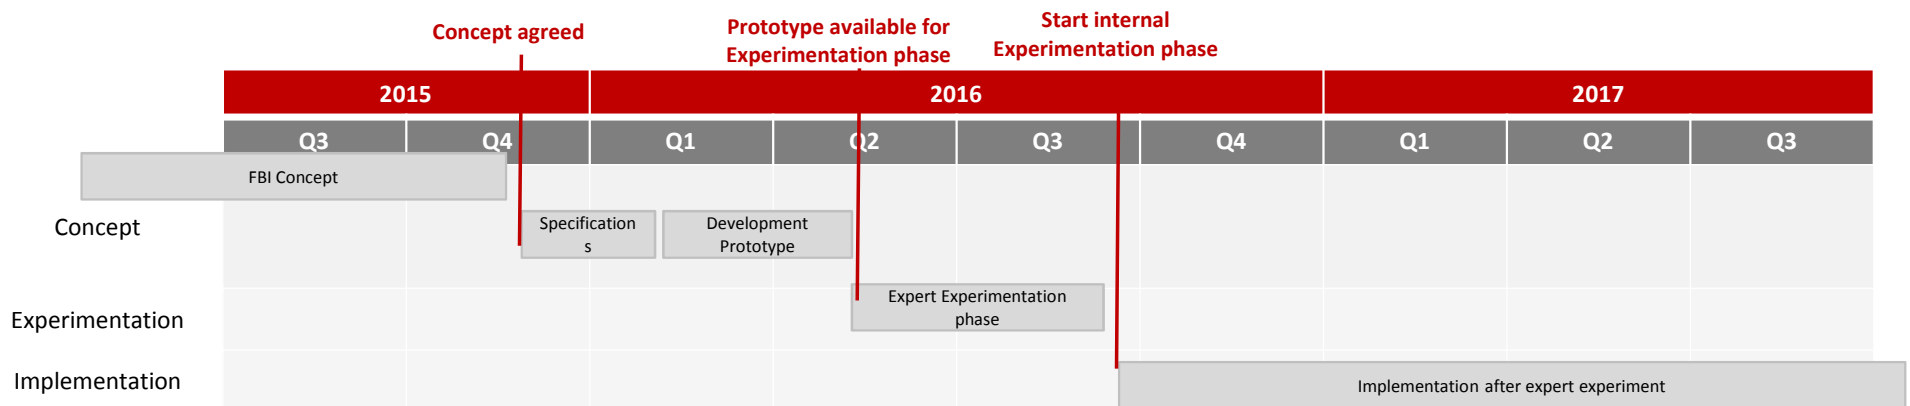 Concept agreed
Prototype available for
Experimentation phase
Start internal
Experimentation phase
2015
2016
2017
Q3
Q4
Q1
Q2
Q3
Q4
Q1
Q2
Q3
FBI Concept
Concept
Specification
s
Development
Prototype
Experimentation
Expert Experimentation
phase
Implementation
Implementation after expert experiment